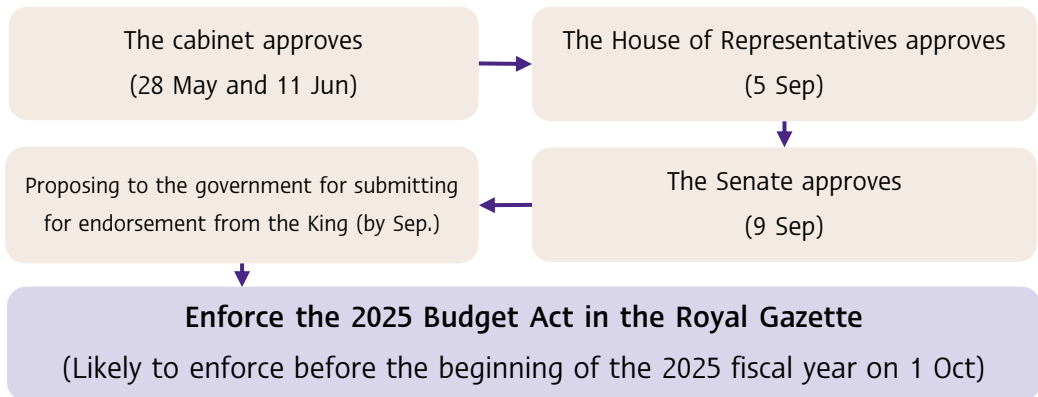 The cabinet approves
(28 May and 11 Jun)
The House of Representatives approves
(5 Sep)
The Senate approves
(9 Sep)
Proposing to the government for submitting
for endorsement from the King (by Sep.)
Enforce the 2025 Budget Act in the Royal Gazette
(Likely to enforce before the beginning of the 2025 fiscal year on 1 Oct)